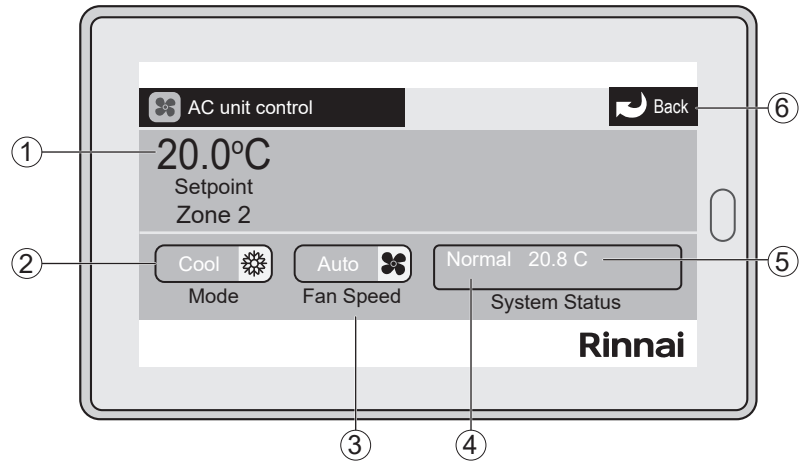 AC unit control
Back
6
1
20.0°C
Setpoint
Zone 2
2
Cool
Auto
Normal 20.8 C
5
Mode
Fan Speed
System Status
Rinnai
3
4